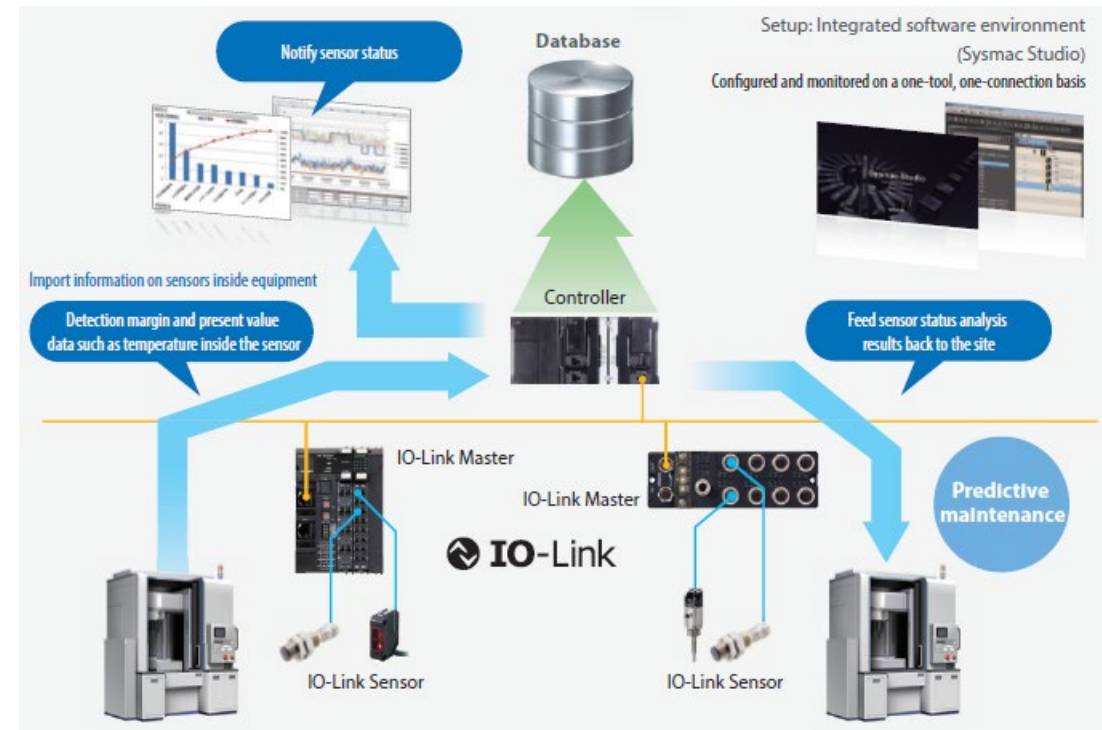 Setup: Integrated software environment
(Sysmac Studio)
Configured and monitored on a one-tool, one-connection basis
Notify sensor status
Database
Sysmac Studio
Import information on sensors inside equipment
Detection margin and present value
data such as temperature inside the sensor
Controller
Feed sensor status analysis
results back to the site
IO-Link Master
IO-Link Master
Predictive
maintenance
IO-Link
IO-Link Sensor
IO-Link Sensor